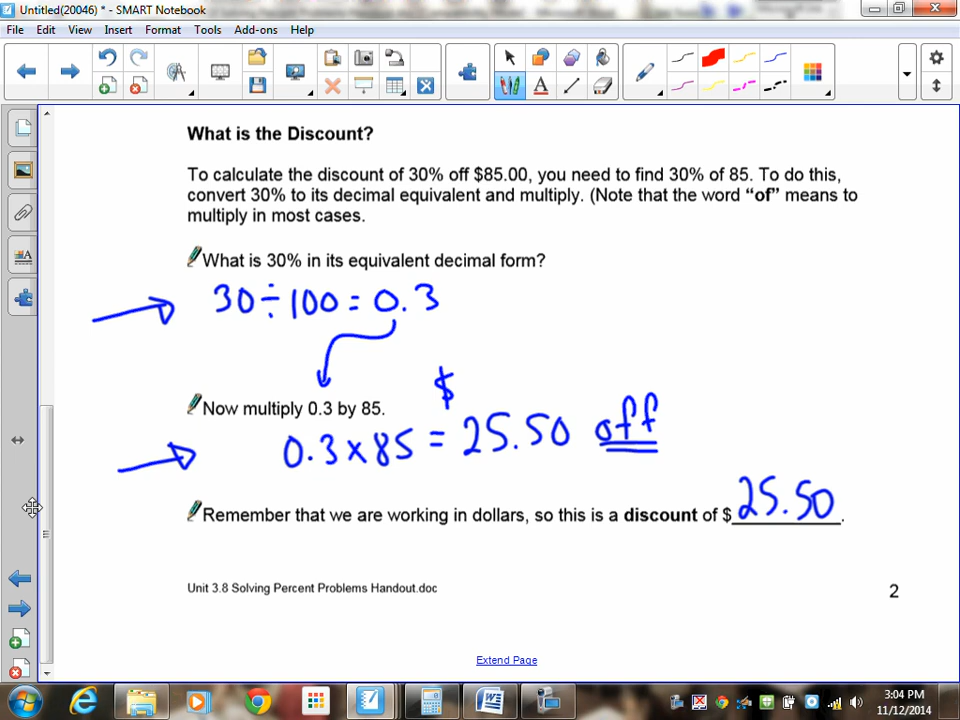 Untitled(20046) * - SMART Notebook
File Edit View Insert Format Tools Add-ons Help
What is the Discount?
To calculate the discount of 30% off $85.00, you need to find 30% of 85. To do this,
convert 30% to its decimal equivalent and multiply. (Note that the word “of” means to
multiply in most cases.
What is 30% in its equivalent decimal form?
30 ÷ 100 = 0.3
Now multiply 0.3 by 85.
$
0.3 x 85 = 25.50 off
Remember that we are working in dollars, so this is a discount of $25.50.
Unit 3.8 Solving Percent Problems Handout.doc
2
Extend Page
3:04 PM
11/12/2014